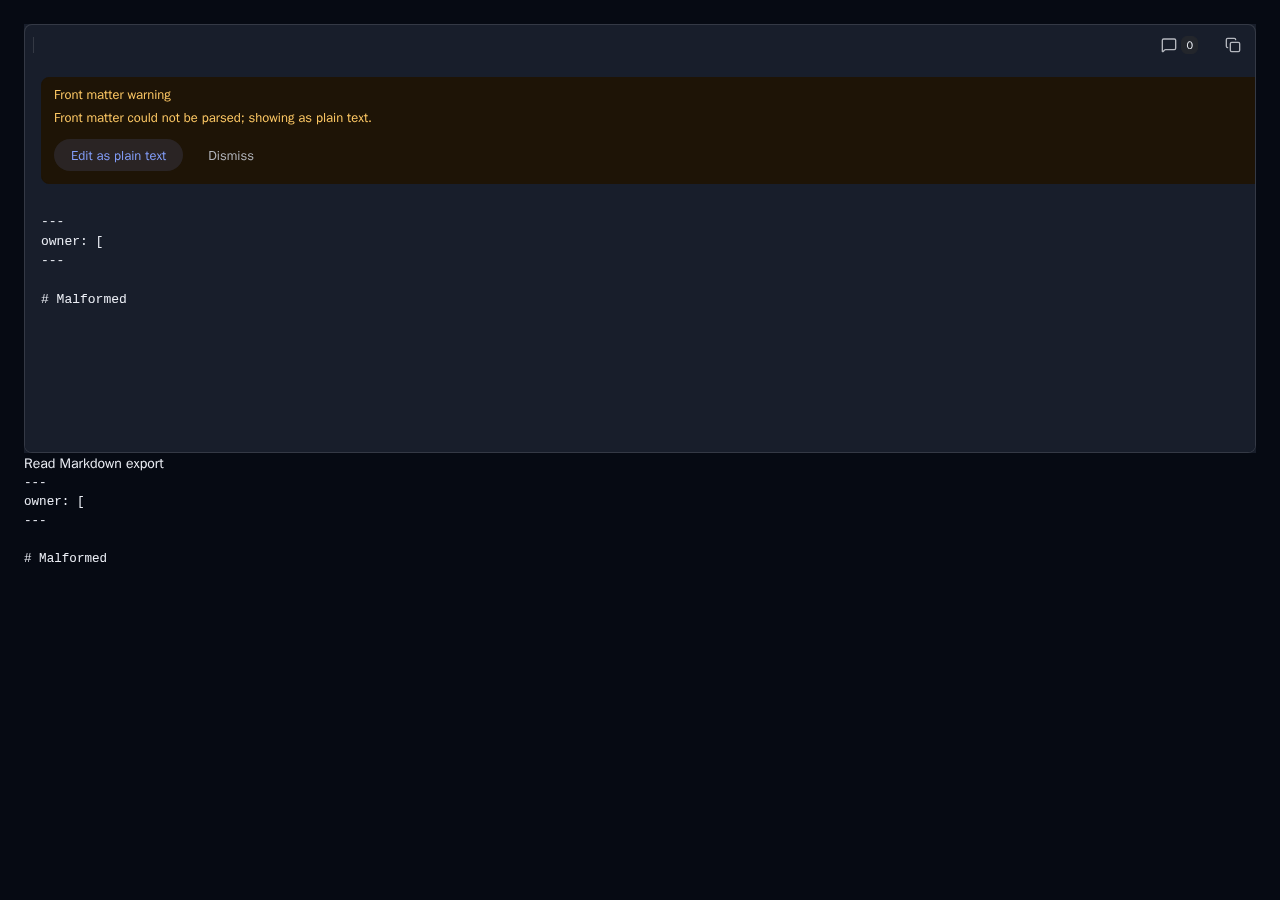 0
Front matter warning
Front matter could not be parsed; showing as plain text.
Edit as plain text Dismiss
---
owner: [
---
# Malformed
Read Markdown export
---
owner: [
---
# Malformed